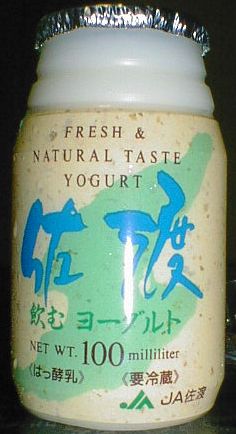 FRESH &
NATURAL TASTE
YOGURT
佐渡
飲む ヨーグルト
NET WT. 100 milliliter
《はっ酵乳》 《要冷蔵》
JA佐渡